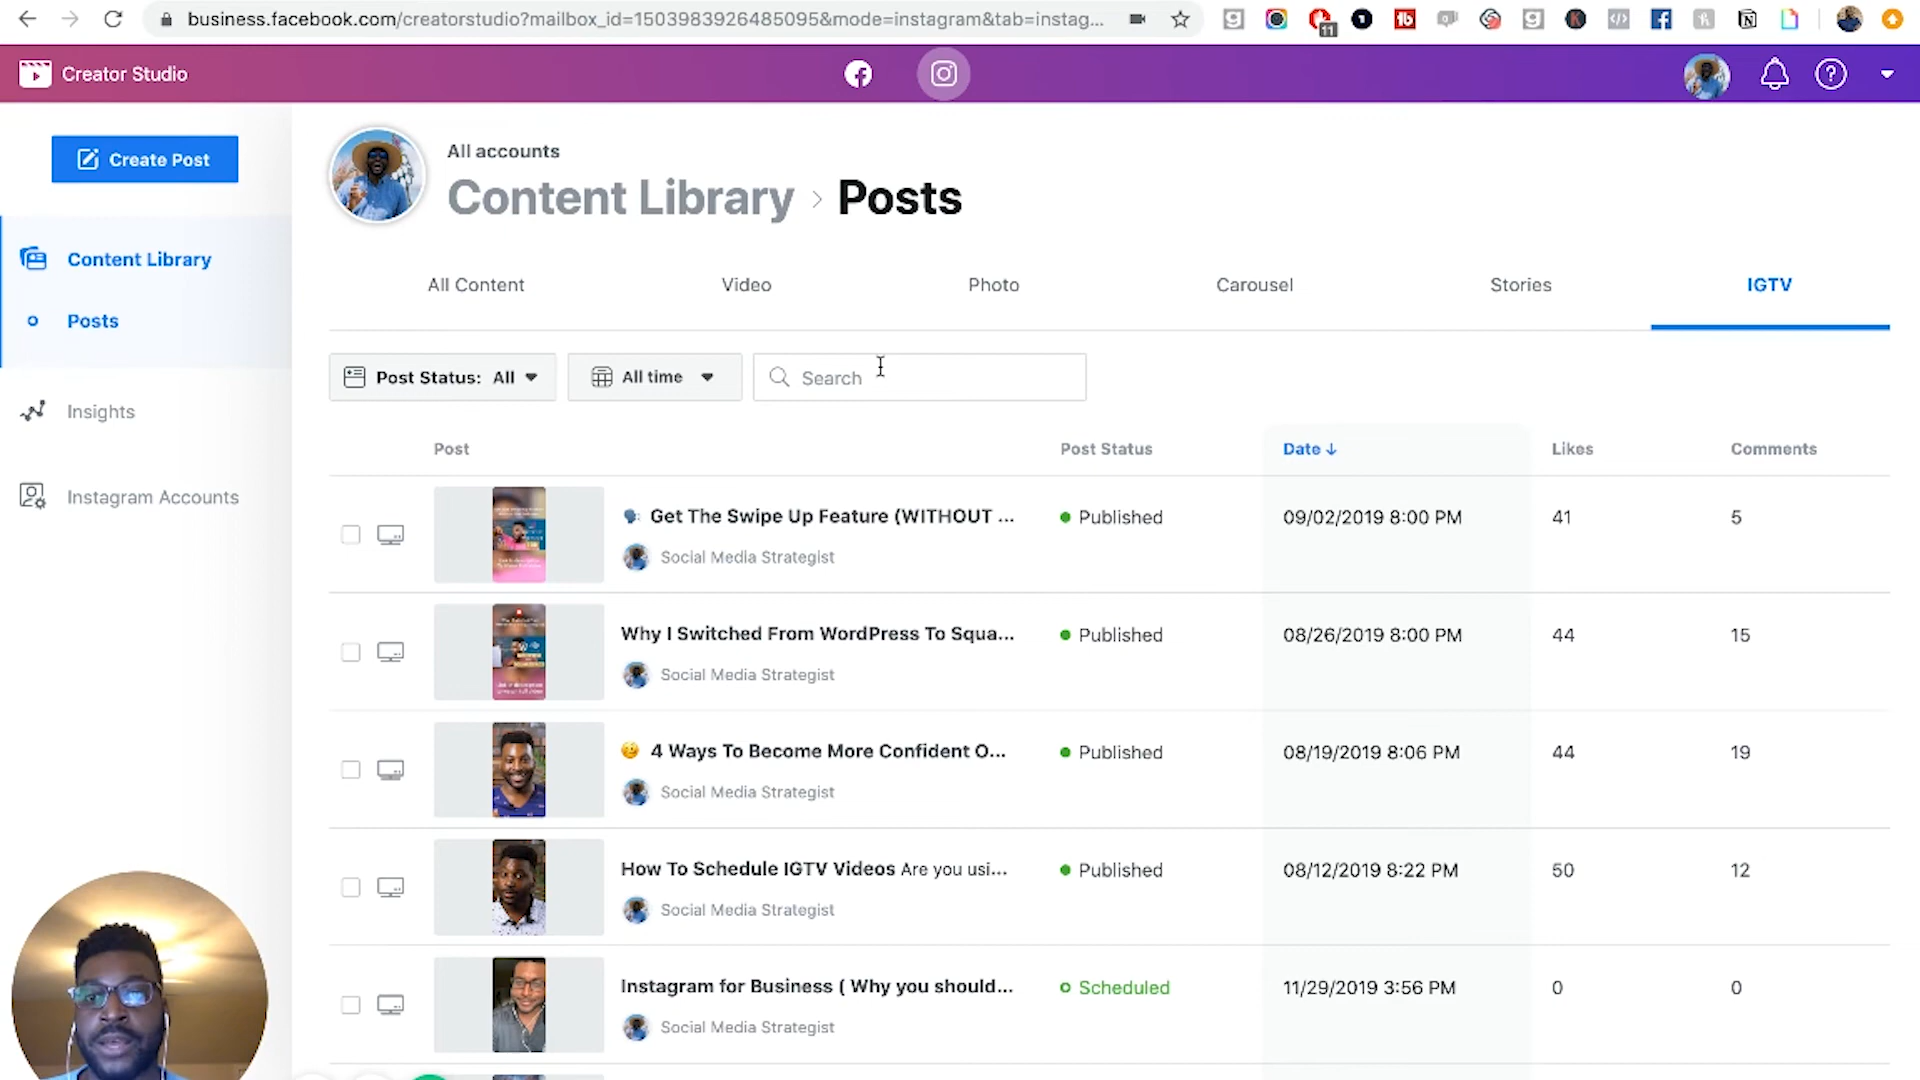 business.facebook.com/creatorstudio?mailbox_id=1503983926485095&mode=instagram&tab=instag...
11
Creator Studio
Create Post
All accounts
Content Library > Posts
Content Library
Posts
Insights
Instagram Accounts
All Content Video Photo Carousel Stories IGTV
Post Status: All All time Search
Post Post Status Date ↓ Likes Comments
Get The Swipe Up Feature (WITHOUT ... Published 09/02/2019 8:00 PM 41 5
Social Media Strategist
Why I Switched From WordPress To Squa... Published 08/26/2019 8:00 PM 44 15
Social Media Strategist
4 Ways To Become More Confident O... Published 08/19/2019 8:06 PM 44 19
Social Media Strategist
How To Schedule IGTV Videos Are you usi... Published 08/12/2019 8:22 PM 50 12
Social Media Strategist
Instagram for Business ( Why you should... Scheduled 11/29/2019 3:56 PM 0 0
Social Media Strategist